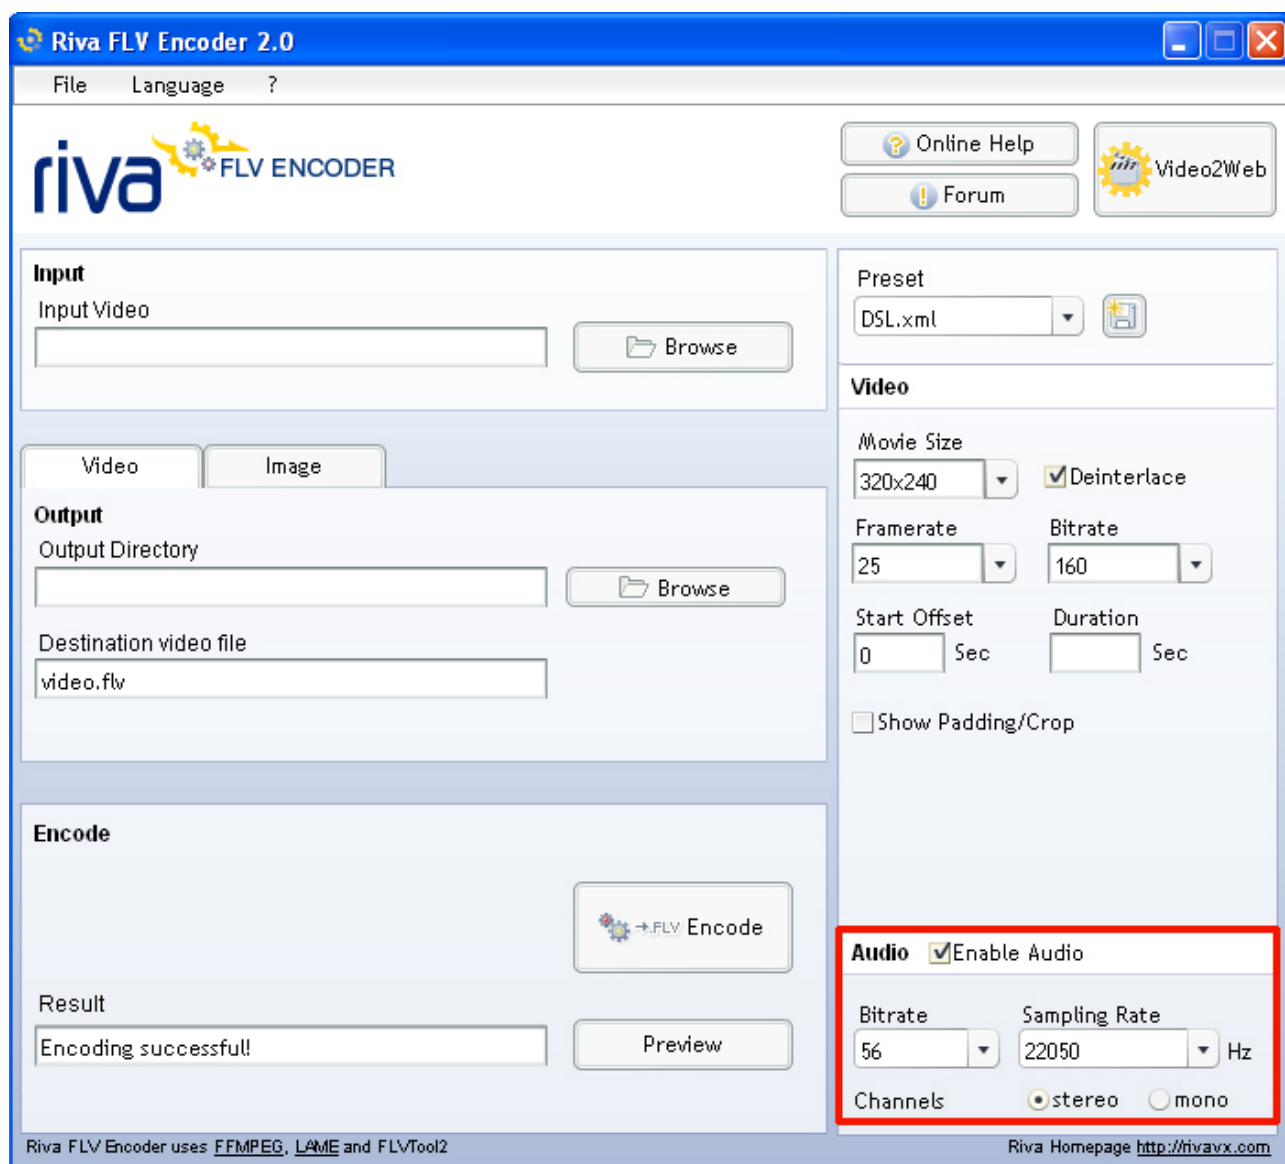 Riva FLV Encoder 2.0
File Language ?
riva FLV ENCODER
Online Help
Forum
Video2Web
Input
Input Video
Browse
Video Image
Output
Output Directory
Browse
Destination video file
video.flv
Encode
→.FLV Encode
Result
Encoding successful!
Preview
Preset
DSL.xml
Video
Movie Size
320x240
Deinterlace
Framerate Bitrate
25 160
Start Offset Duration
0 Sec Sec
Show Padding/Crop
Audio Enable Audio
Bitrate Sampling Rate
56 22050 Hz
Channels stereo mono
Riva FLV Encoder uses FFMPEG, LAME and FLVTool2
Riva Homepage http://rivavx.com